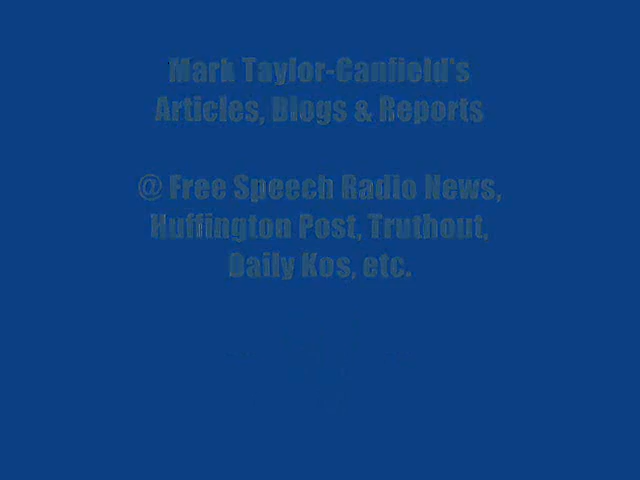 Mark Taylor-Canfield's
Articles, Blogs & Reports
@ Free Speech Radio News,
Huffington Post, Truthout,
Daily Kos, etc.